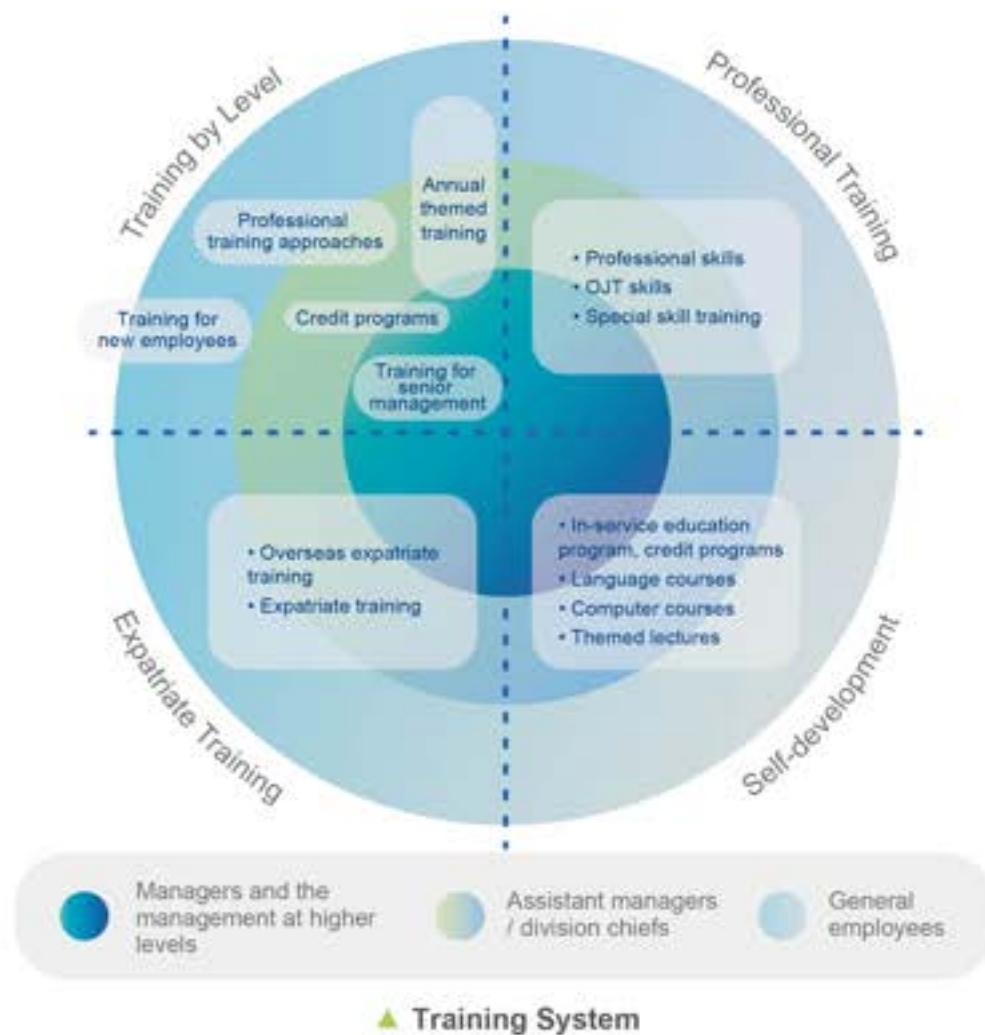 Training by Level
Professional Training
Annual
themed
training
Professional
training approaches
Training for
new employees
Credit programs
Training for
senior
management
• Professional skills
• OJT skills
• Special skill training
• Overseas expatriate
training
• Expatriate training
• In-service education
program, credit programs
• Language courses
• Computer courses
• Themed lectures
Expatriate Training
Self-development
Managers and the
management at higher
levels
Assistant managers
/ division chiefs
General
employees
▲ Training System